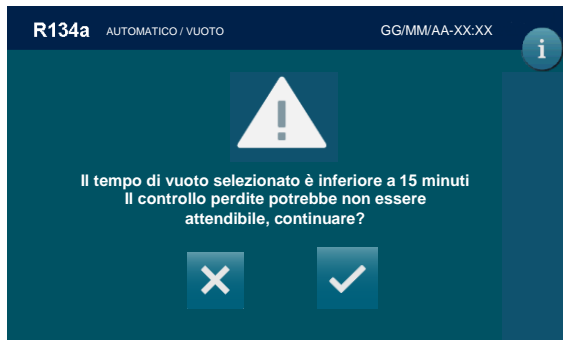 R134a AUTOMATICO / VUOTO GG/MM/AA-XX:XX
i
Il tempo di vuoto selezionato è inferiore a 15 minuti
Il controllo perdite potrebbe non essere
attendibile, continuare?